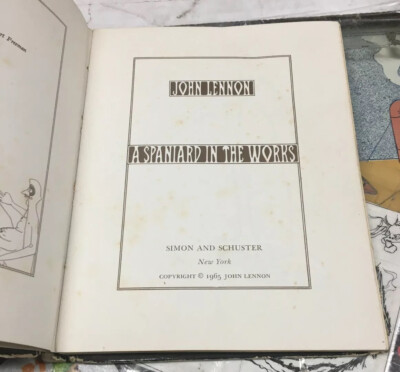 JOHN LENNON
A SPANIARD IN THE WORKS
SIMON AND SCHUSTER
New York
COPYRIGHT © 1965 JOHN LENNON